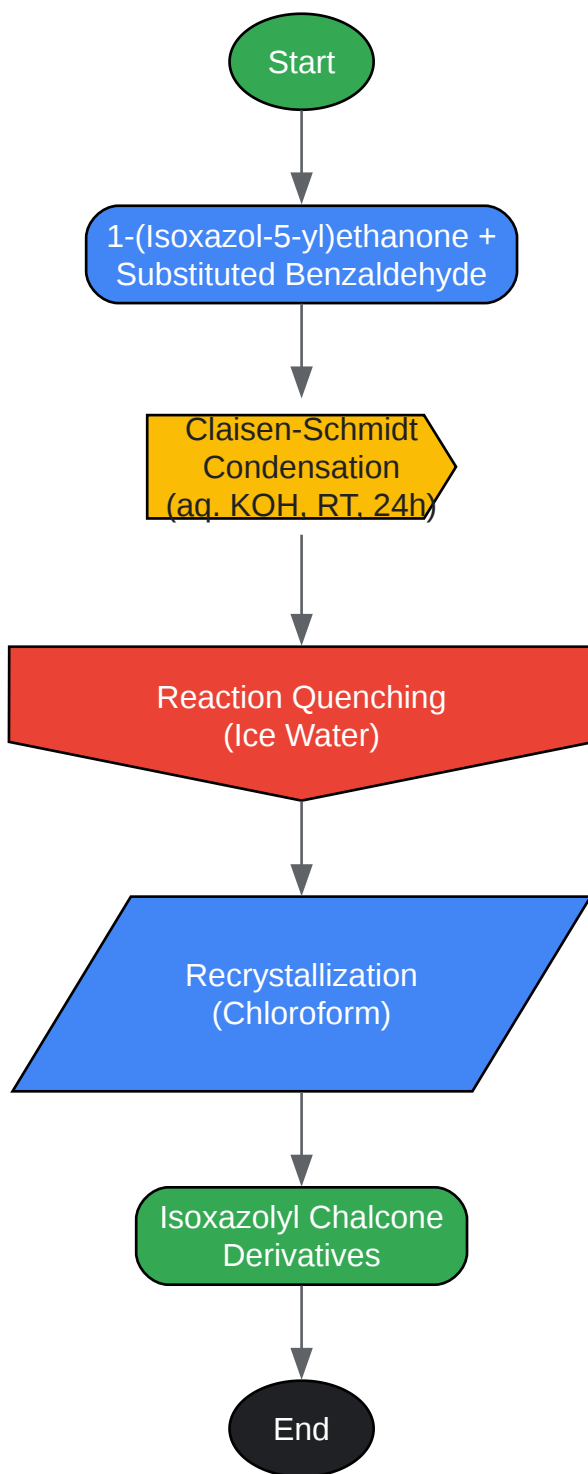 Start
1-(Isoxazol-5-yl)ethanone +
Substituted Benzaldehyde
Claisen-Schmidt
Condensation
(aq. KOH, RT, 24h)
Reaction Quenching
(Ice Water)
Recrystallization
(Chloroform)
Isoxazolyl Chalcone
Derivatives
End